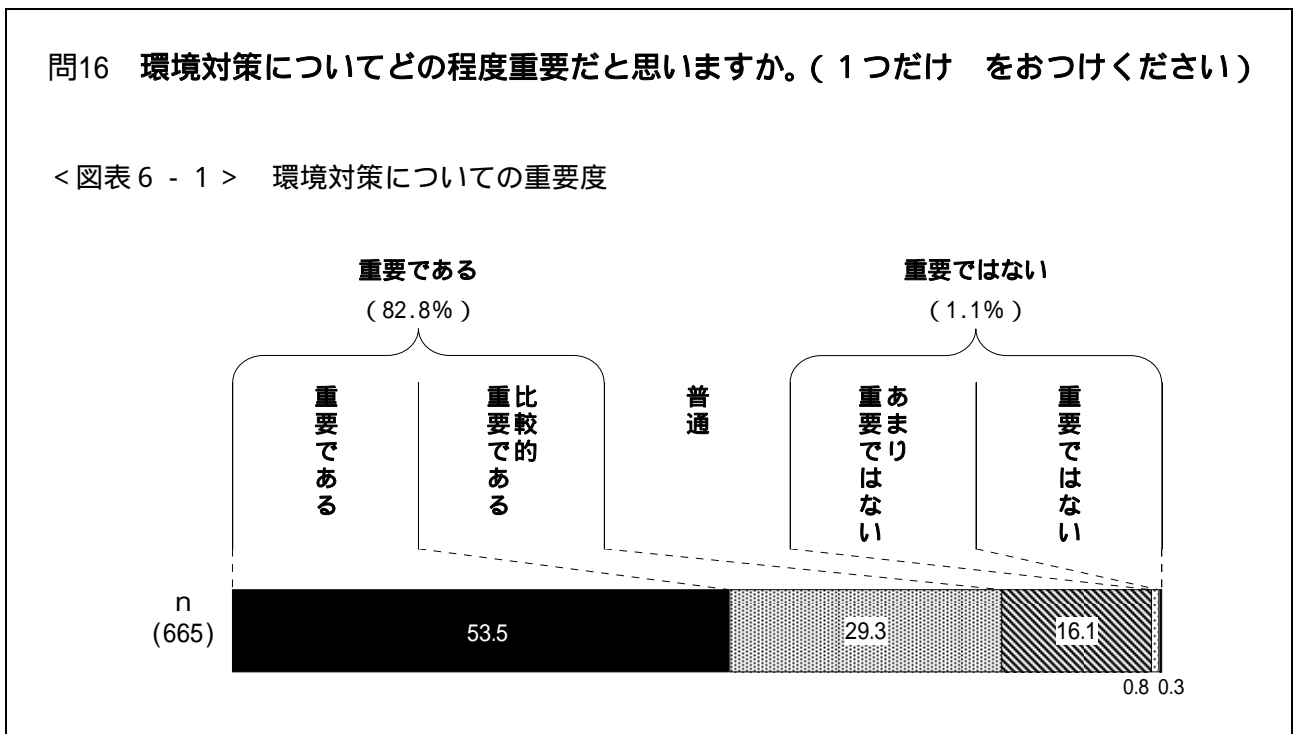 問16　環境対策についてどの程度重要だと思いますか。（１つだけ　をおつけください）
＜図表６－１＞　環境対策についての重要度
重要である
（82.8%）
重要ではない
（1.1%）
重要である
比較的
重要である
普通
あまり
重要ではない
重要ではない
n
(665)
53.5
29.3
16.1
0.8
0.3